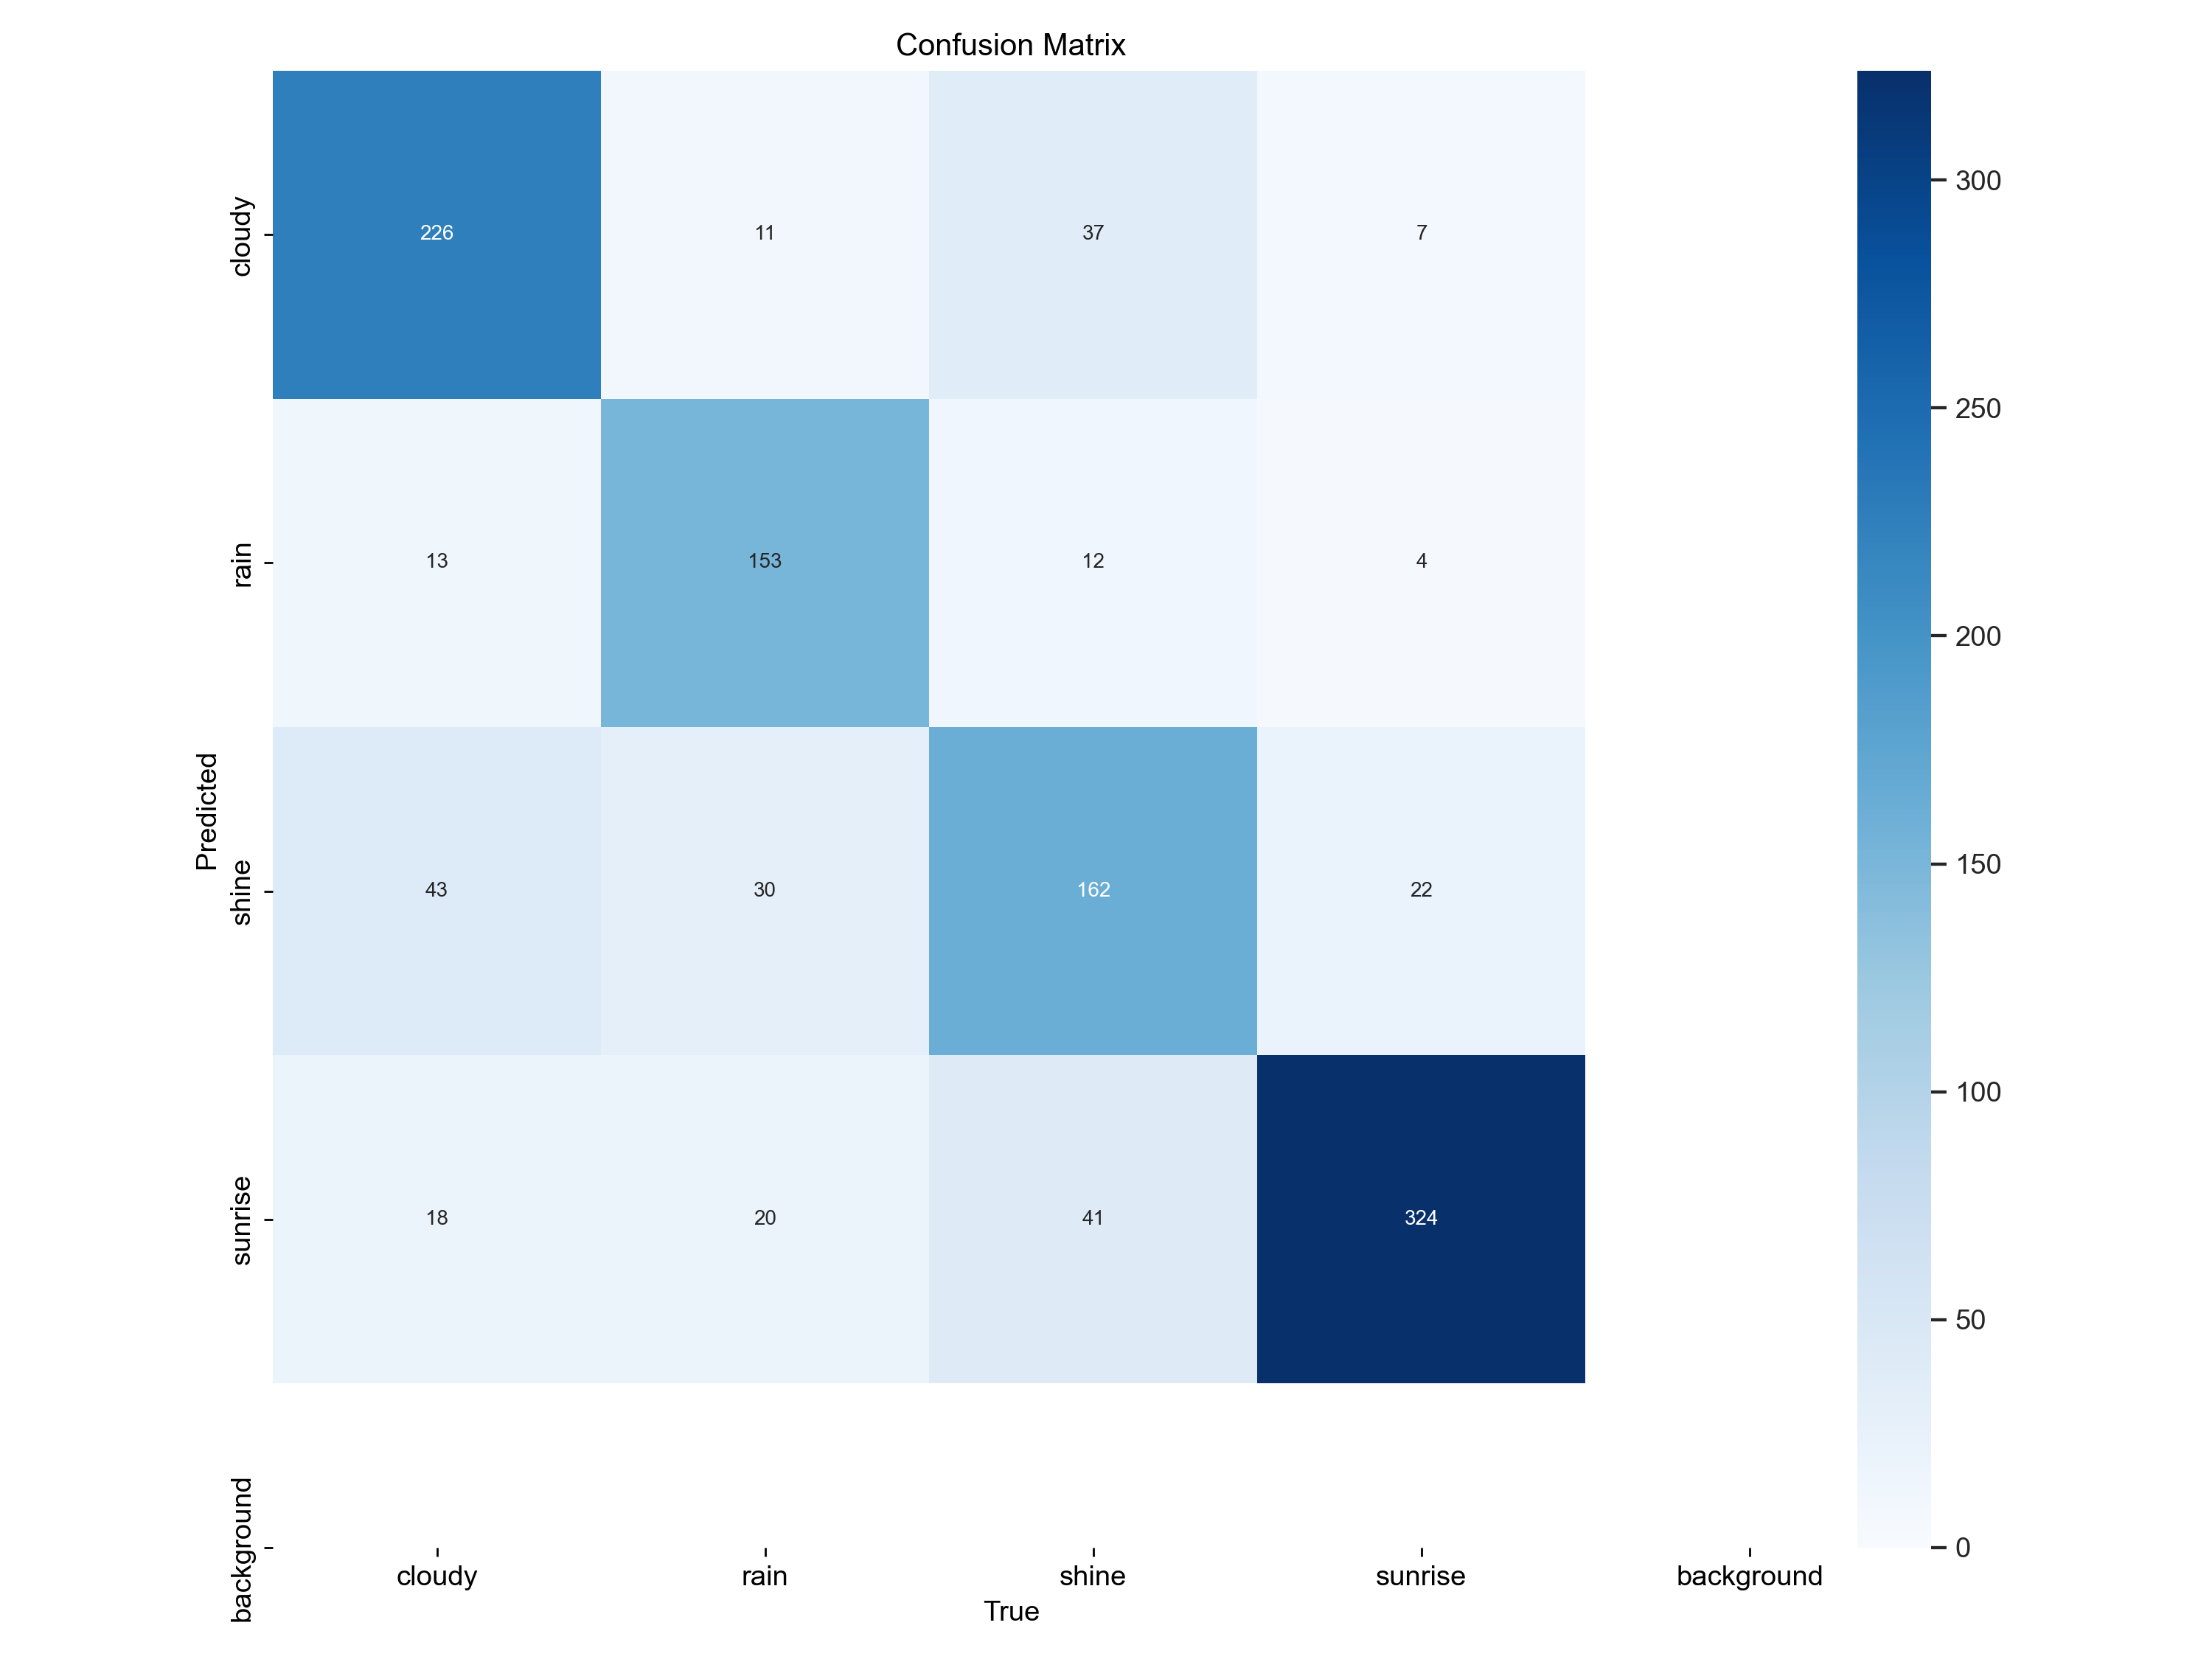 Confusion Matrix
cloudy
226
11
37
7
rain
13
153
12
4
shine
43
30
162
22
sunrise
18
20
41
324
background
Predicted
cloudy
rain
shine
sunrise
background
True
300
250
200
150
100
50
0